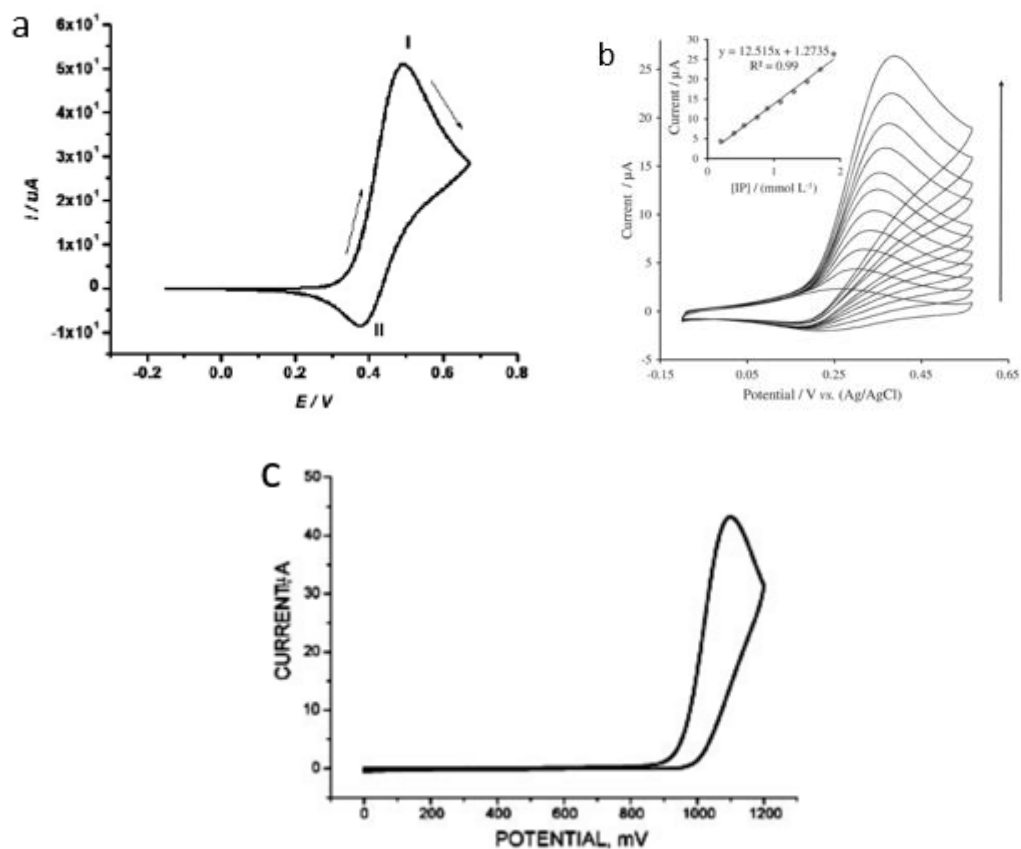 a
6x10¹
5x10¹
4x10¹
3x10¹
2x10¹
1x10¹
0
-1x10¹
I / uA
I
II
-0.2 0.0 0.2 0.4 0.6 0.8
E / V
b
30
25
20
15
10
5
0
Current / µA
y = 12.515x + 1.2735
R² = 0.99
0 1 2
[IP] / (mmol L⁻¹)
25
20
15
10
5
0
-5
Current / µA
-0.15 0.05 0.25 0.45 0.65
Potential / V vs. (Ag/AgCl)
c
50
40
30
20
10
0
CURRENT,µA
0 200 400 600 800 1000 1200
POTENTIAL, mV